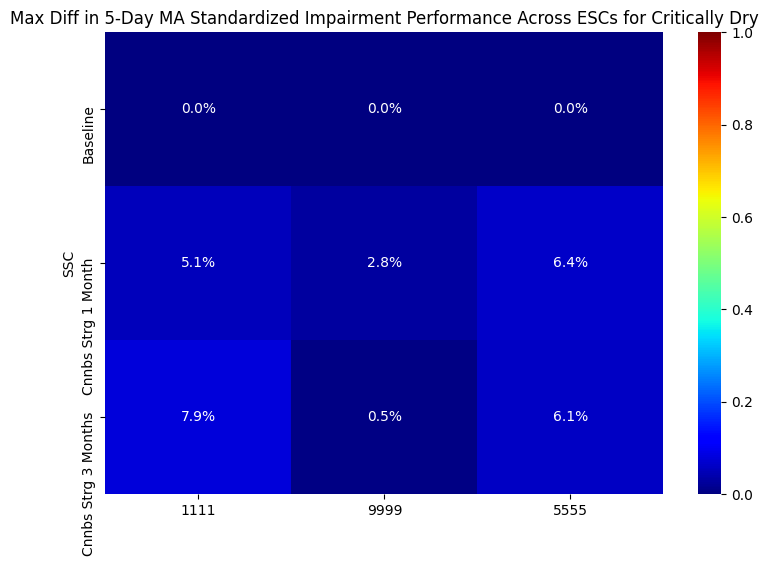 Max Diff in 5-Day MA Standardized Impairment Performance Across ESCs for Critically Dry
SSC
Baseline
0.0% 0.0% 0.0%
Cnnbs Strg 1 Month
5.1% 2.8% 6.4%
Cnnbs Strg 3 Months
7.9% 0.5% 6.1%
1111 9999 5555
1.0
0.8
0.6
0.4
0.2
0.0